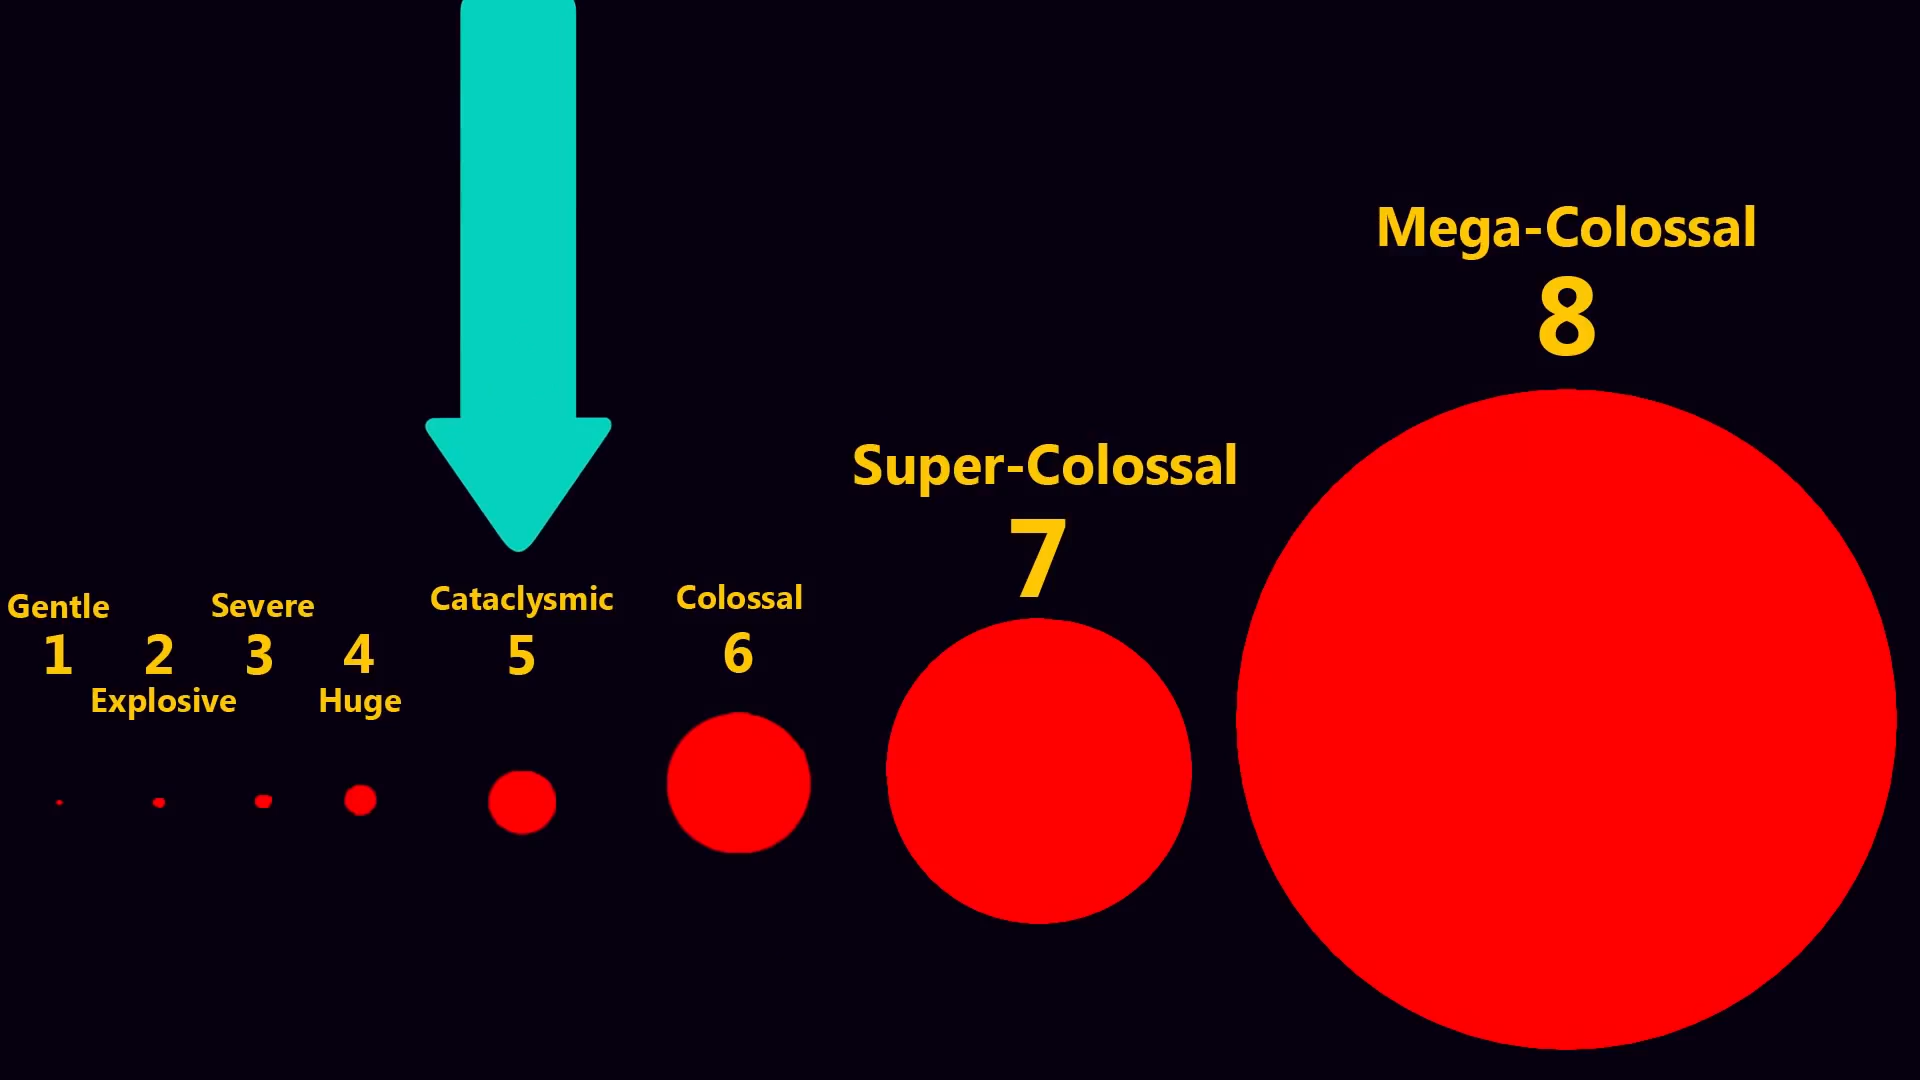 Mega-Colossal
8
Super-Colossal
7
Gentle
1
2
Explosive
Severe
3
4
Huge
Cataclysmic
5
Colossal
6